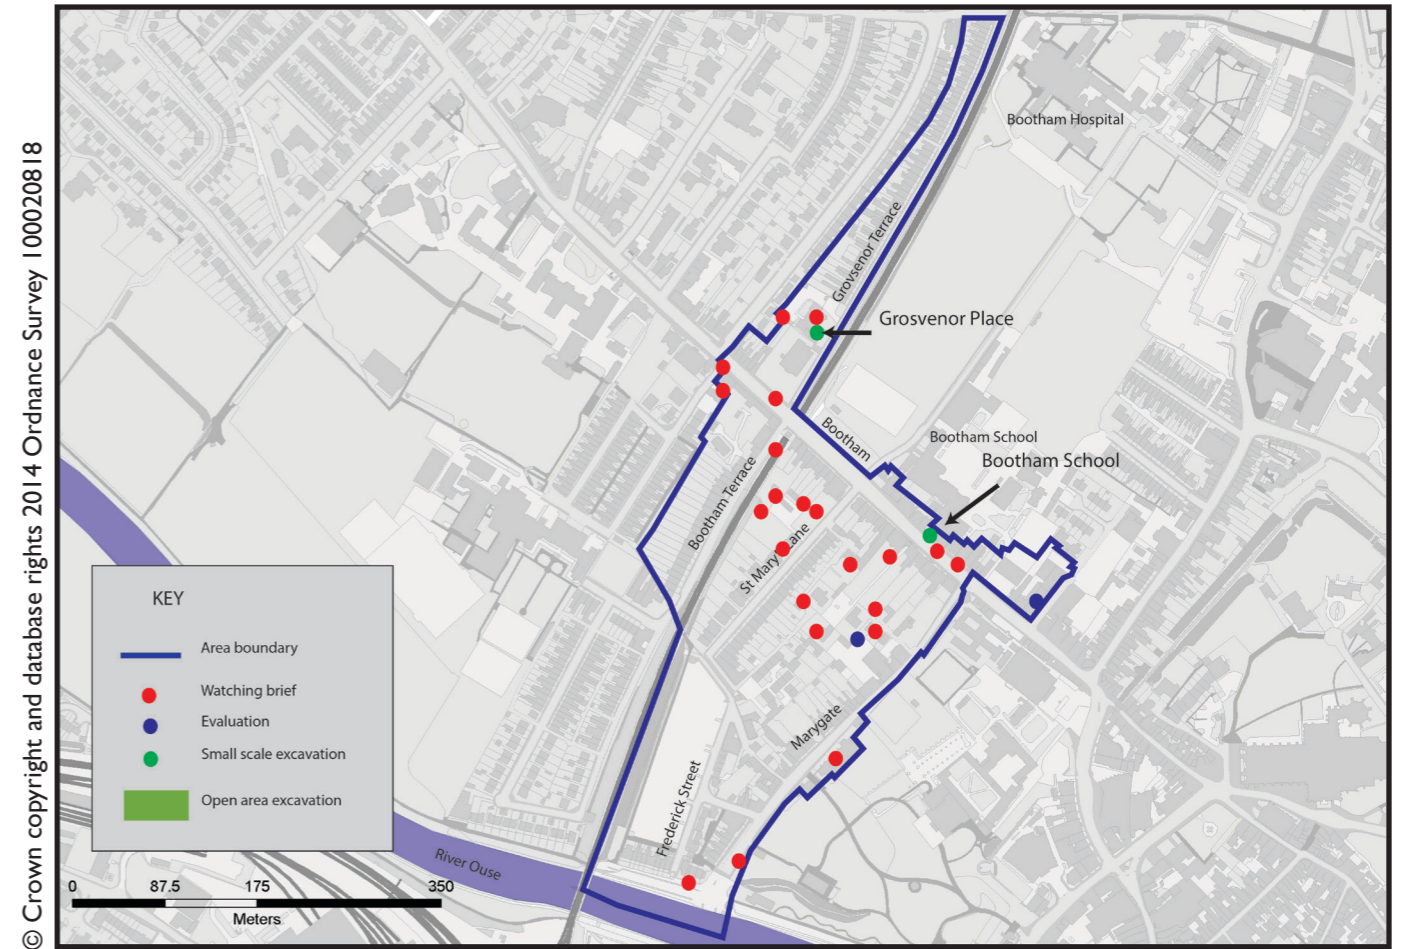 © Crown copyright and database rights 2014 Ordnance Survey 100020818
Bootham Hospital
Grovsenor Terrace
Grosvenor Place
Bootham
Bootham School
Bootham School
Bootham Terrace
St Mary Lane
Marygate
Frederick Street
River Ouse
KEY
Area boundary
Watching brief
Evaluation
Small scale excavation
Open area excavation
0 87.5 175 350
Meters